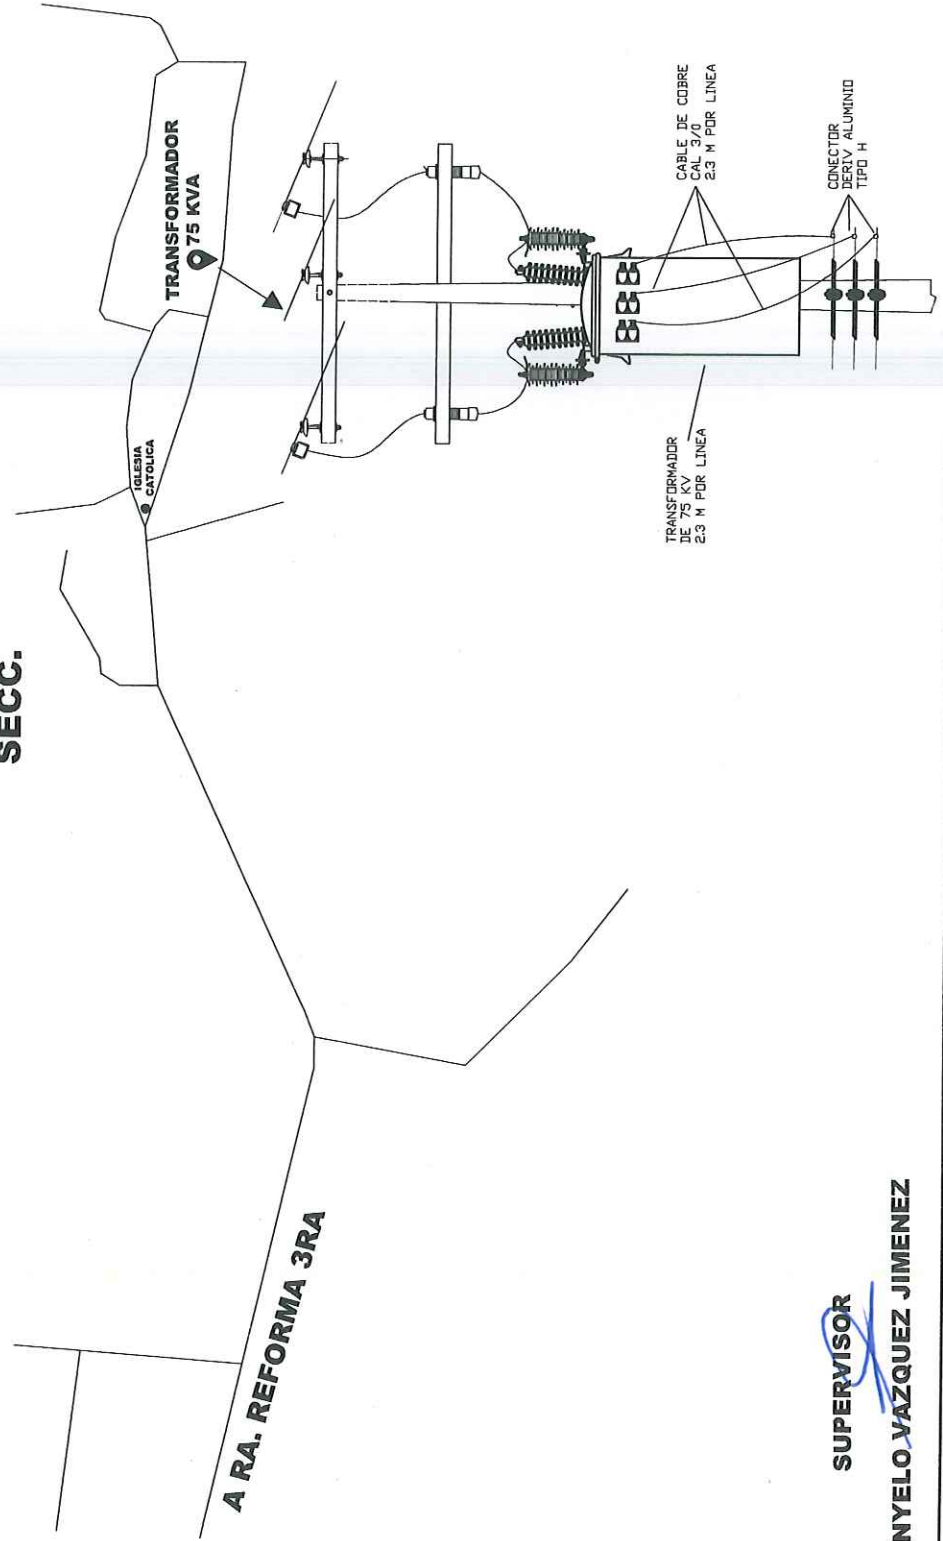 SECC.
TRANSFORMADOR
75 KVA
IGLESIA
CATOLICA
CABLE DE COBRE
CAL 3/0
2.3 M POR LINEA
CONECTOR
DERIV ALUMINIO
TIPO H
TRANSFORMADOR
DE 75 KV
2.3 M POR LINEA
A RA. REFORMA 3RA
SUPERVISOR
NYELO VAZQUEZ JIMENEZ